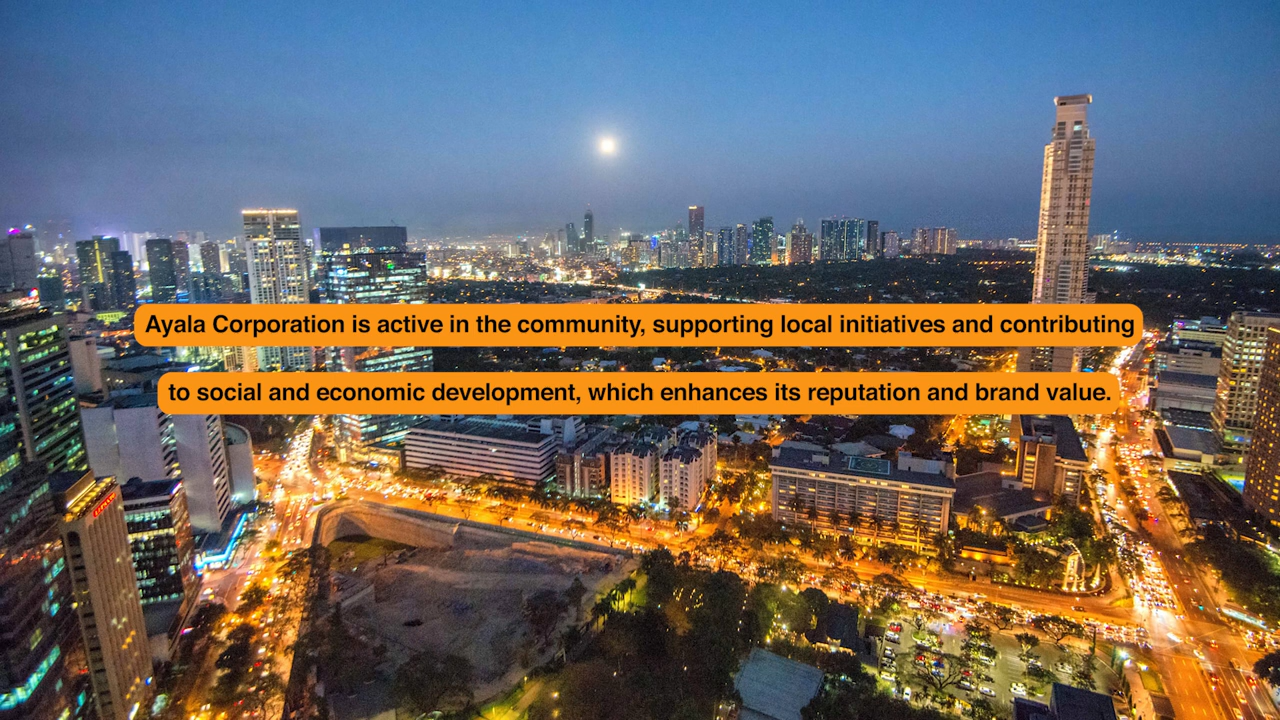 Ayala Corporation is active in the community, supporting local initiatives and contributing
to social and economic development, which enhances its reputation and brand value.